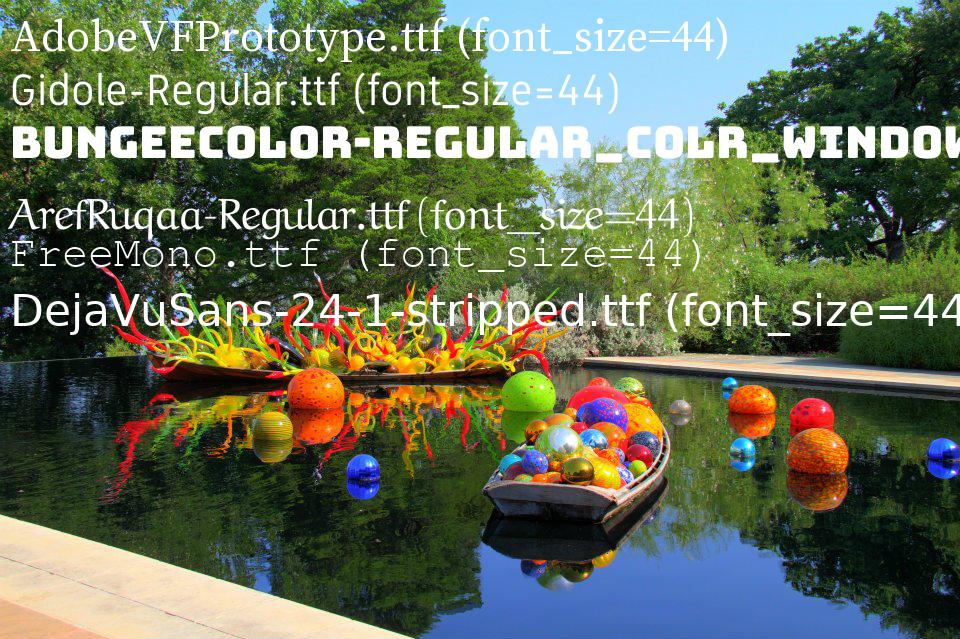 AdobeVFPrototype.ttf (font_size=44)
Gidole-Regular.ttf (font_size=44)
BUNGEECOLOR-REGULAR_COLR_WINDOW
ArefRuqaa-Regular.ttf (font_size=44)
FreeMono.ttf (font_size=44)
DejaVuSans-24-1-stripped.ttf (font_size=44